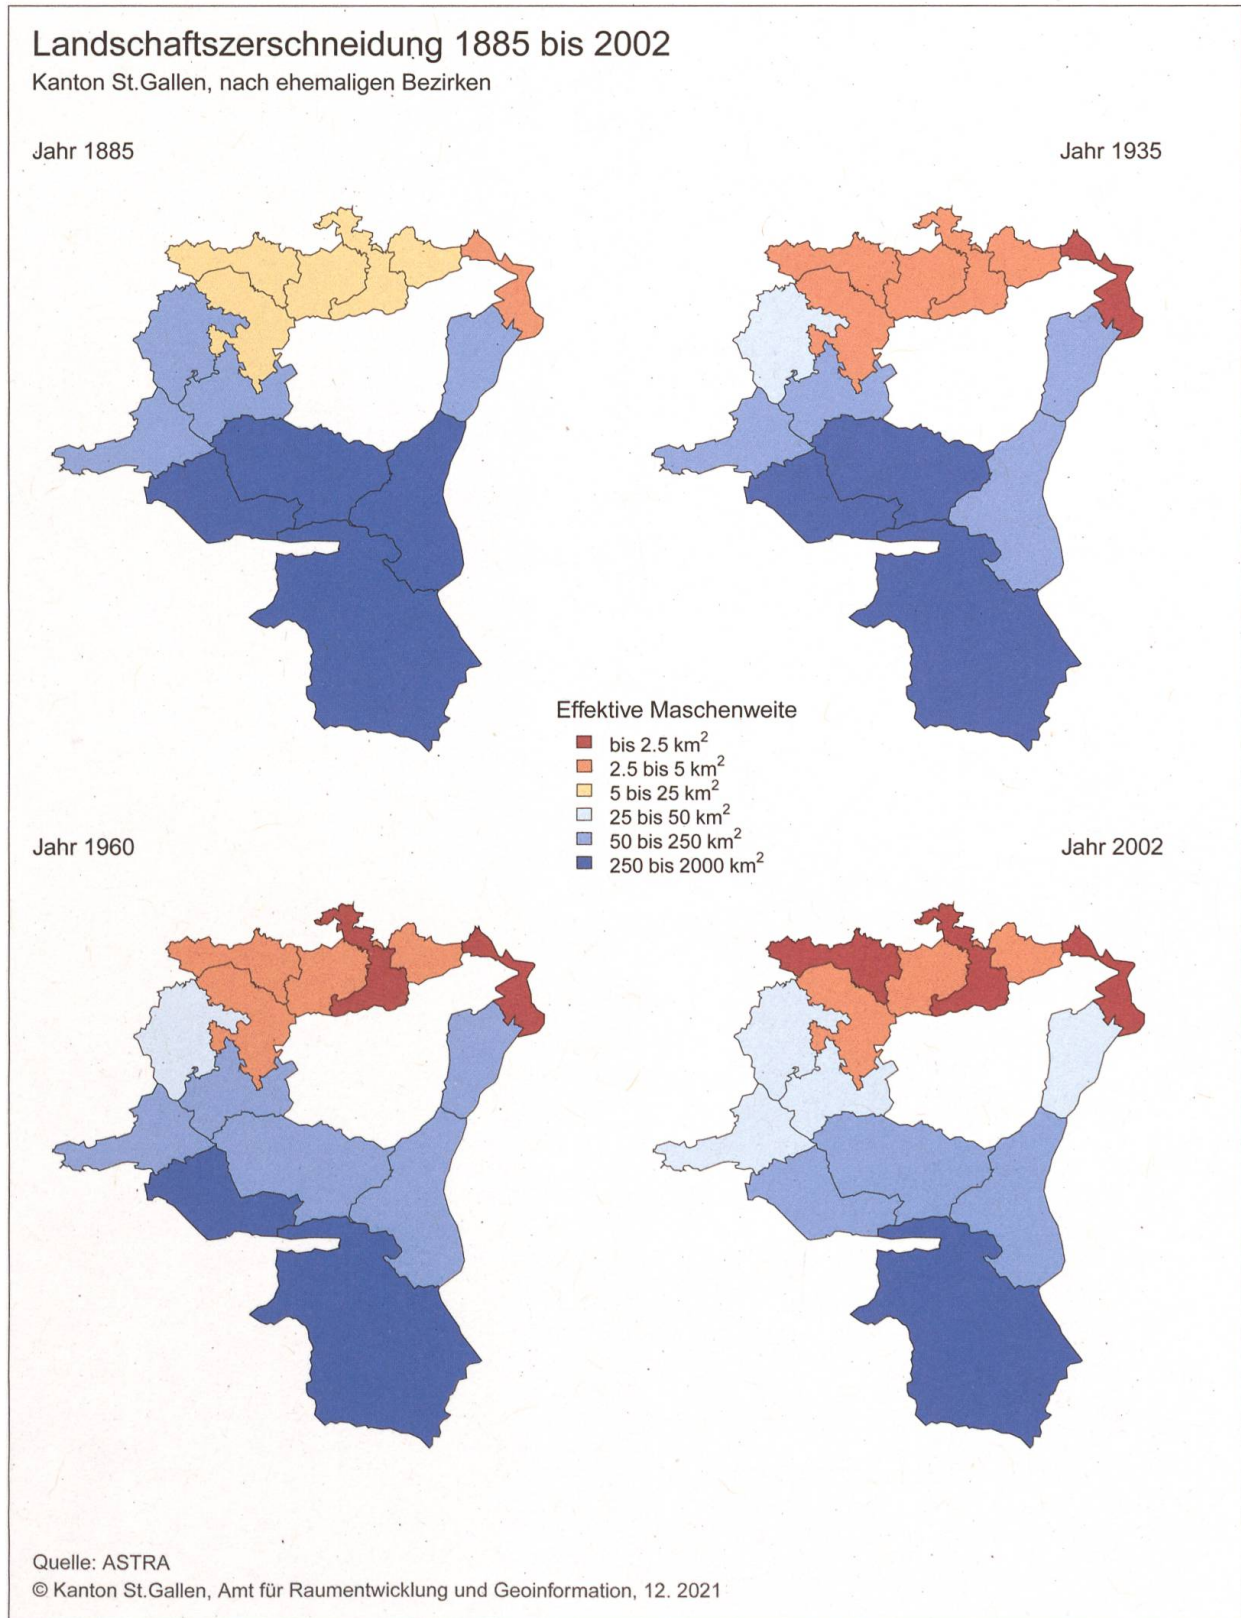 Landschaftszerschneidung 1885 bis 2002
Kanton St.Gallen, nach ehemaligen Bezirken
Jahr 1885
Jahr 1935
Effektive Maschenweite
bis 2.5 km²
2.5 bis 5 km²
5 bis 25 km²
25 bis 50 km²
50 bis 250 km²
250 bis 2000 km²
Jahr 1960
Jahr 2002
Quelle: ASTRA
© Kanton St.Gallen, Amt für Raumentwicklung und Geoinformation, 12. 2021